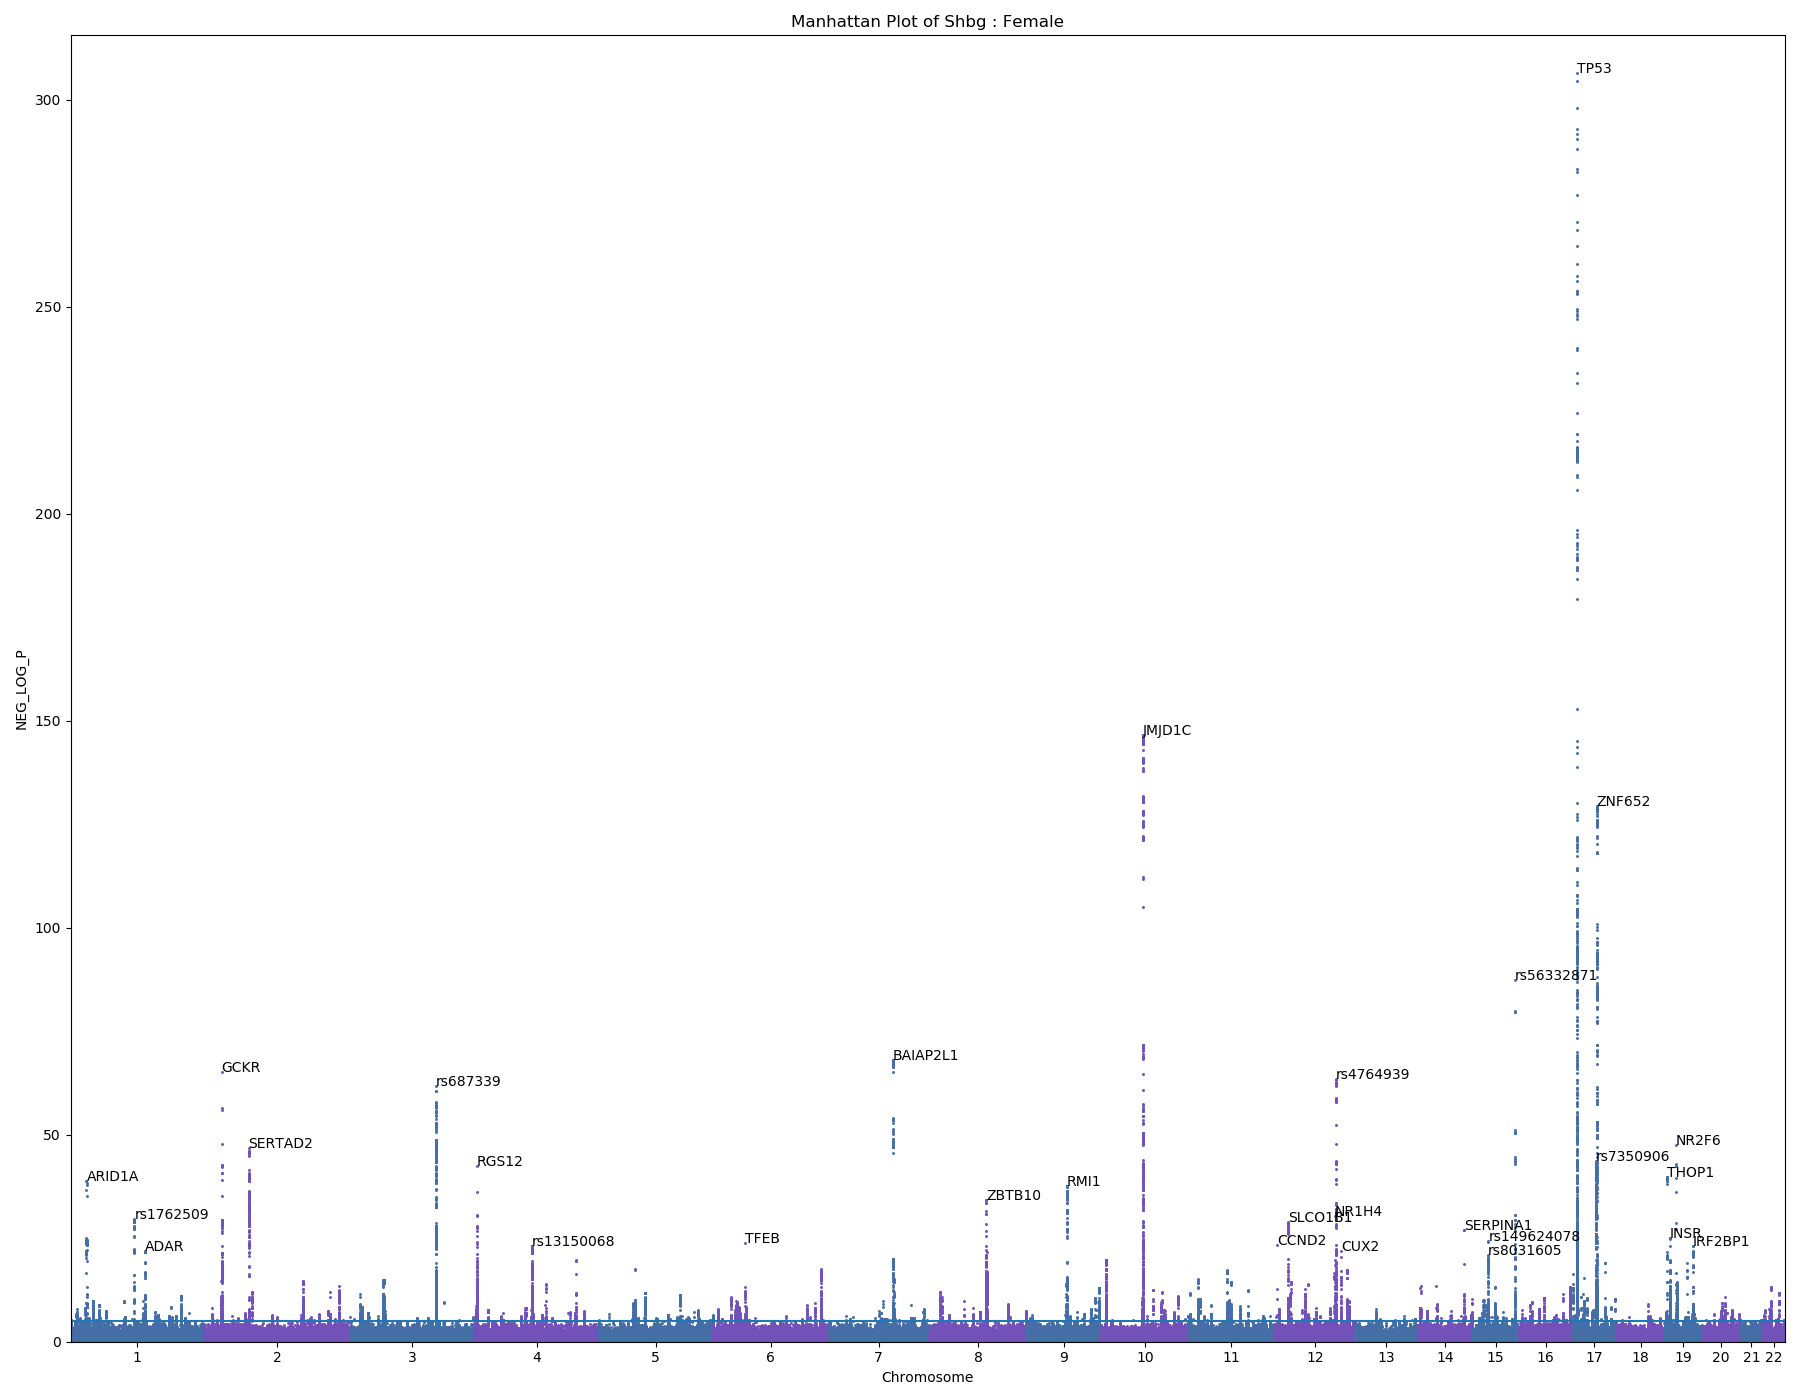 Manhattan Plot of Shbg : Female
TP53
300
250
200
NEG_LOG_P
150
JMJD1C
ZNF652
100
rs56332871
BAIAP2L1
GCKR
rs4764939
rs687339
50
NR2F6
SERTAD2
rs7350906
RGS12
THOP1
ARID1A
RMI1
ZBTB10
NR1H4
rs1762509
SLCO1B1
SERPINA1
INSR
rs149624078
TFEB
CCND2
rs13150068
IRF2BP1
ADAR
CUX2
rs8031605
0
1 2 3 4 5 6 7 8 9 10 11 12 13 14 15 16 17 18 19 20 21 22
Chromosome